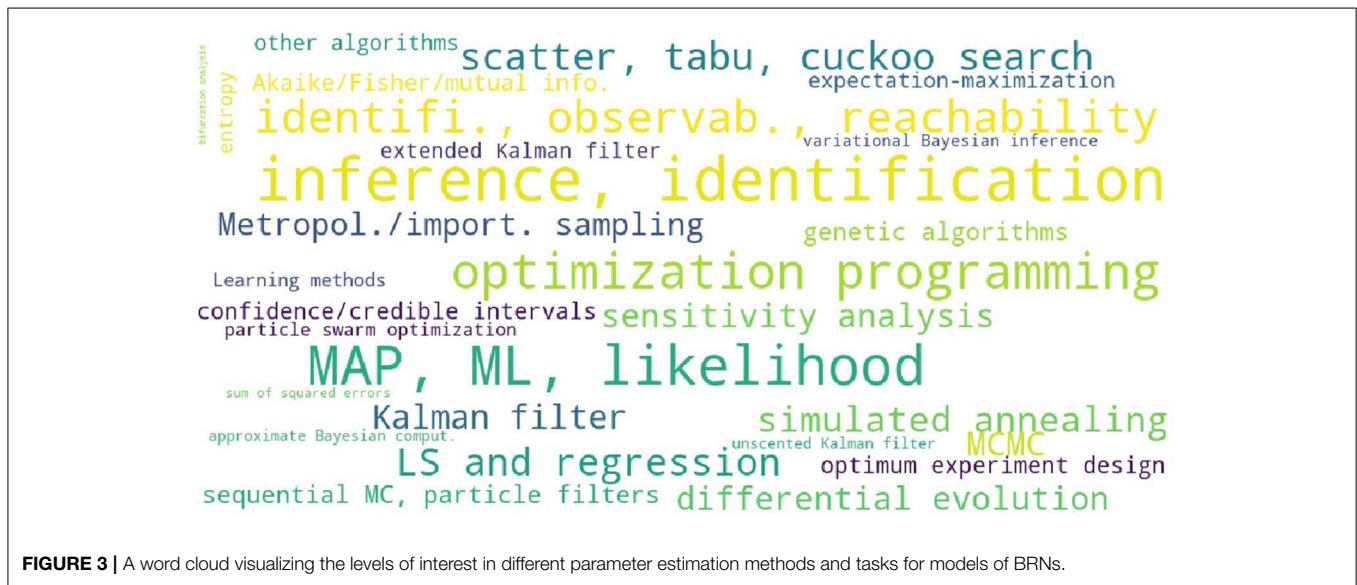 other algorithms
scatter, tabu, cuckoo search
bifurcation analysis
entropy
Akaike/Fisher/mutual info.
expectation-maximization
identifi., observab., reachability
extended Kalman filter
variational Bayesian inference
inference, identification
Metropol./import. sampling
genetic algorithms
optimization programming
Learning methods
confidence/credible intervals
sensitivity analysis
particle swarm optimization
MAP, ML, likelihood
sum of squared errors
Kalman filter
simulated annealing
approximate Bayesian comput.
unscented Kalman filter
MCMC
LS and regression
optimum experiment design
sequential MC, particle filters
differential evolution
FIGURE 3 | A word cloud visualizing the levels of interest in different parameter estimation methods and tasks for models of BRNs.